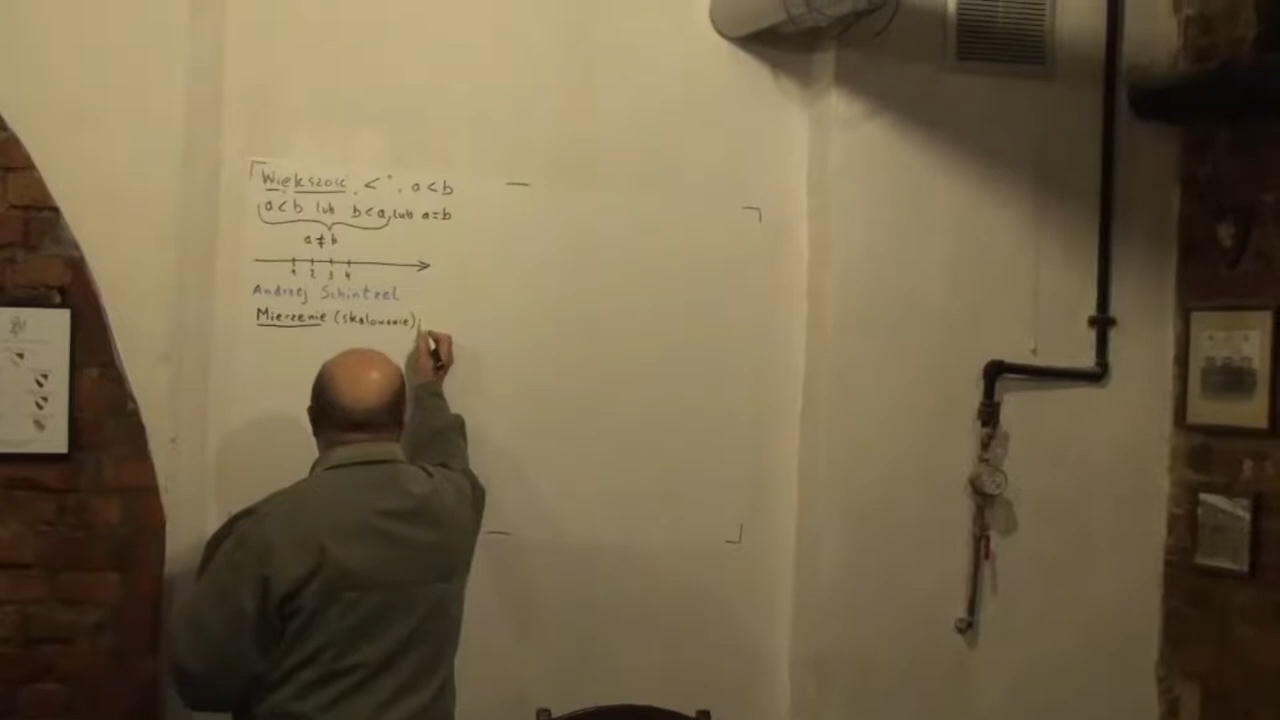 Większość, <", a<b
a<b lub b<a, lub a=b
a≠b
1 2 3 4
Andrzej Schintzel
Mierzenie (skalowanie)